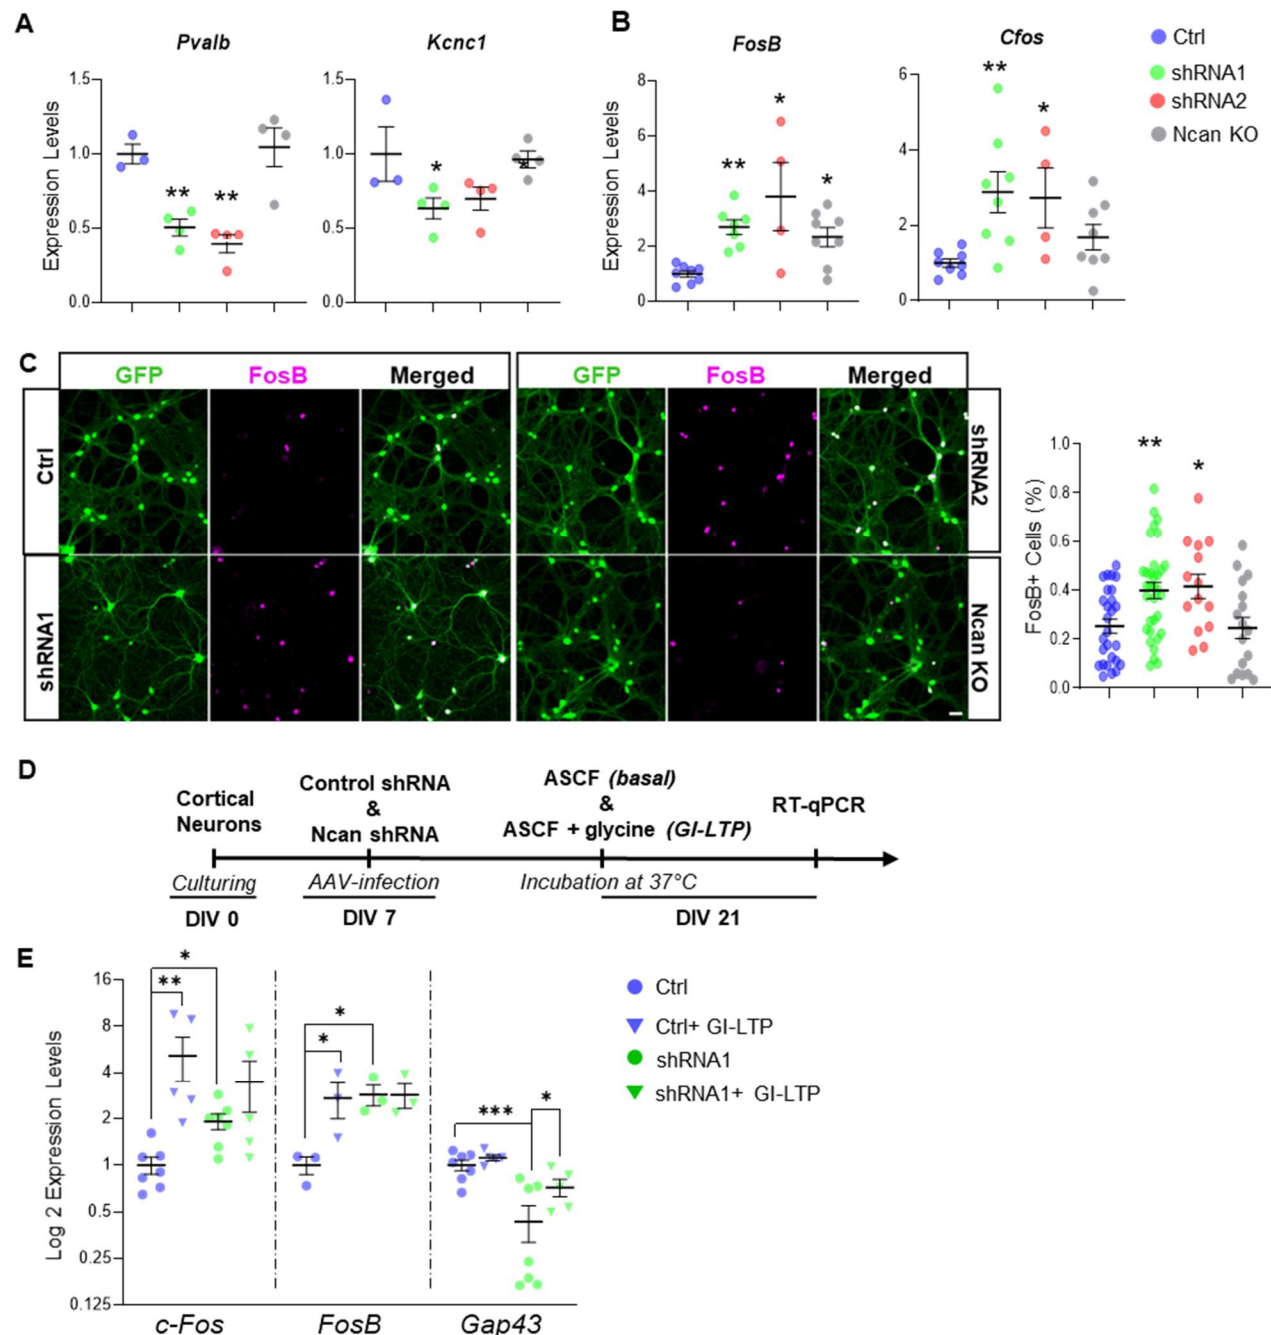 A
Pvalb
Kcnc1
Expression Levels
1.5
1.0
0.5
0.0
**
**
1.5
1.0
0.5
0.0
*
*
B
FosB
Cfos
Expression Levels
8
6
4
2
0
**
*
*
6
4
2
0
**
*
Ctrl
shRNA1
shRNA2
Ncan KO
C
GFP
FosB
Merged
GFP
FosB
Merged
Ctrl
shRNA1
shRNA2
Ncan KO
FosB+ Cells (%)
1.0
0.8
0.6
0.4
0.2
0.0
**
*
D
Cortical
Neurons
Control shRNA
&
Ncan shRNA
ASCF (basal)
&
ASCF + glycine (GI-LTP)
RT-qPCR
Culturing
AAV-infection
Incubation at 37°C
DIV 0
DIV 7
DIV 21
E
Log 2 Expression Levels
16
8
4
2
1
0.5
0.25
0.125
*
**
*
*
***
*
c-Fos
FosB
Gap43
Ctrl
Ctrl+ GI-LTP
shRNA1
shRNA1+ GI-LTP